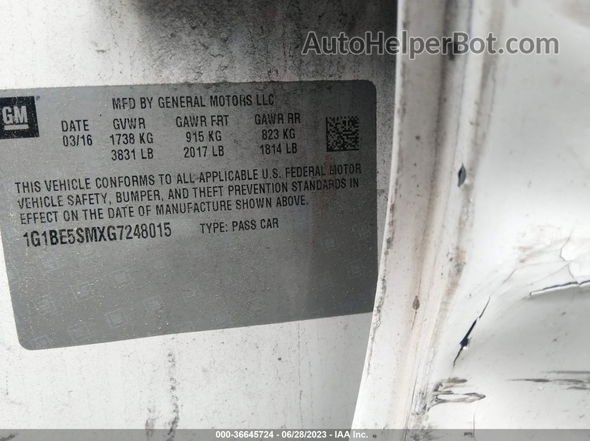 AutoHelperBot.com
GM
MFD BY GENERAL MOTORS LLC
DATE GVWR GAWR FRT GAWR RR
03/16 1738 KG 915 KG 823 KG
3831 LB 2017 LB 1814 LB
THIS VEHICLE CONFORMS TO ALL APPLICABLE U.S. FEDERAL MOTOR
VEHICLE SAFETY, BUMPER, AND THEFT PREVENTION STANDARDS IN
EFFECT ON THE DATE OF MANUFACTURE SHOWN ABOVE.
1G1BE5SMXG7248015 TYPE: PASS CAR
000-36645724 - 06/28/2023 - IAA Inc.